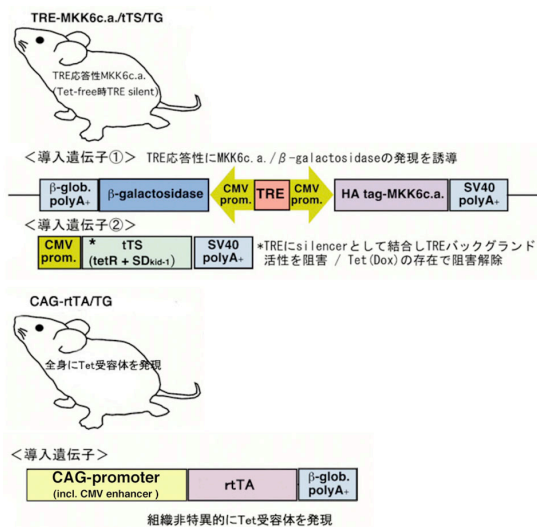 TRE-MKK6c.a./tTS/TG
TRE応答性MKK6c.a.
(Tet-free時TRE silent)
<導入遺伝子①> TRE応答性にMKK6c.a./β-galactosidaseの発現を誘導
β-glob.
polyA+
β-galactosidase
CMV
prom.
TRE
CMV
prom.
HA tag-MKK6c.a.
SV40
polyA+
<導入遺伝子②>
CMV
prom.
* tTS
(tetR + SDkid-1)
SV40
polyA+
*TREにsilencerとして結合しTREバックグランド
活性を阻害 / Tet(Dox)の存在で阻害解除
CAG-rtTA/TG
全身にTet受容体を発現
<導入遺伝子>
CAG-promoter
(incl. CMV enhancer )
rtTA
β-glob.
polyA+
組織非特異的にTet受容体を発現